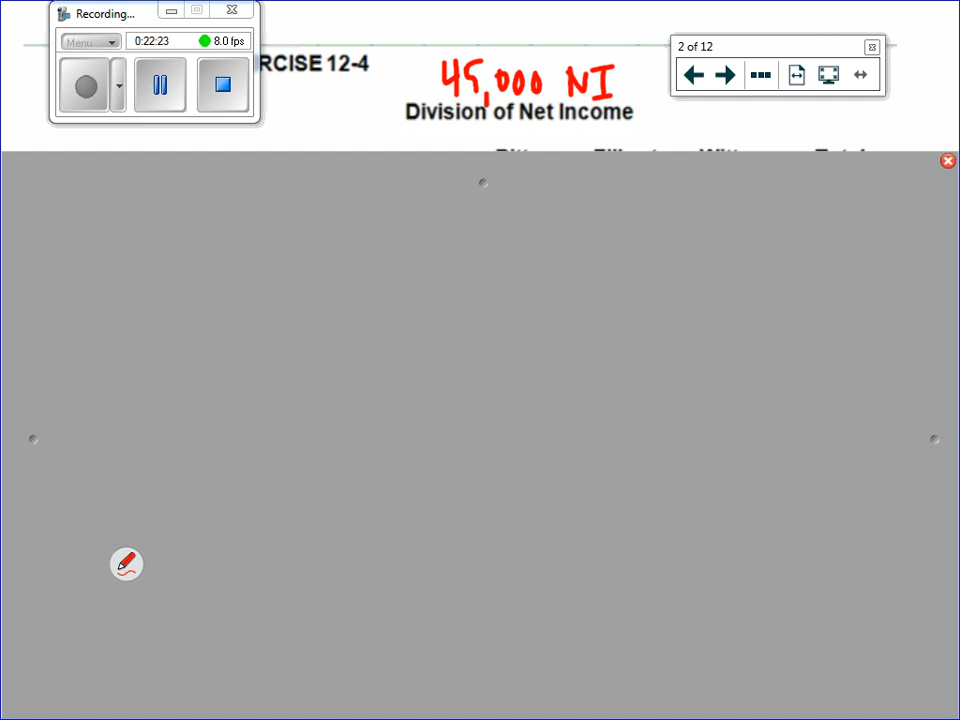 Recording...
Menu
0:22:23
8.0 fps
RCISE 12-4
45,000 NI
Division of Net Income
2 of 12